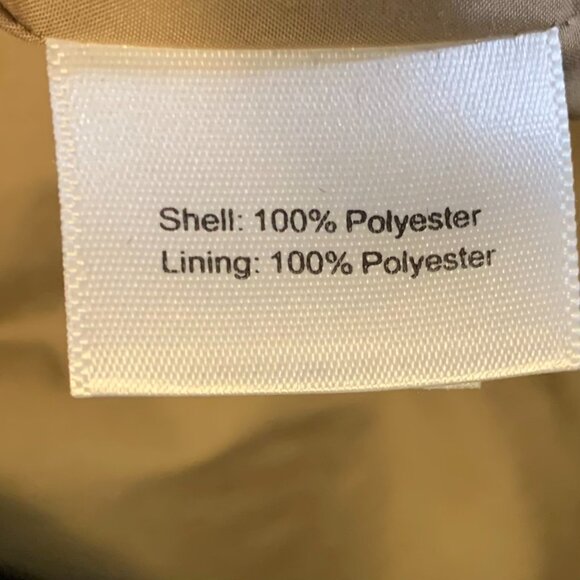 Shell: 100% Polyester
Lining: 100% Polyester